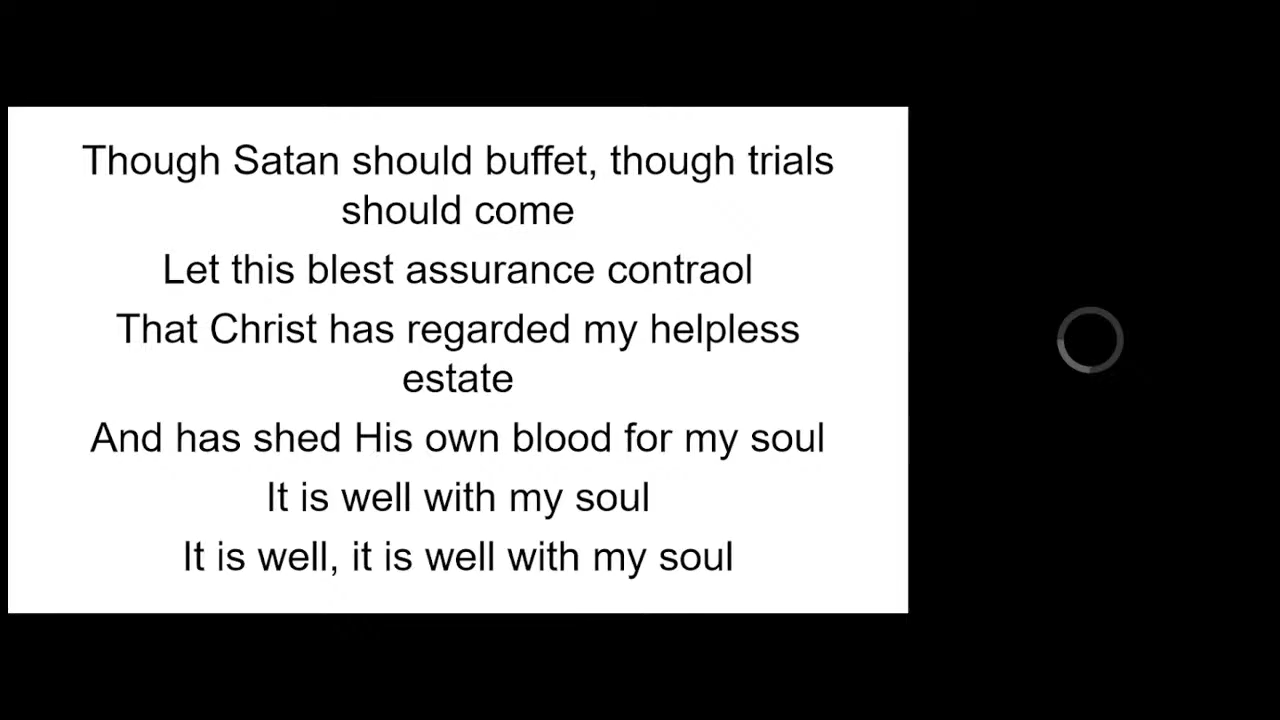 Though Satan should buffet, though trials
should come
Let this blest assurance contraol
That Christ has regarded my helpless
estate
And has shed His own blood for my soul
It is well with my soul
It is well, it is well with my soul